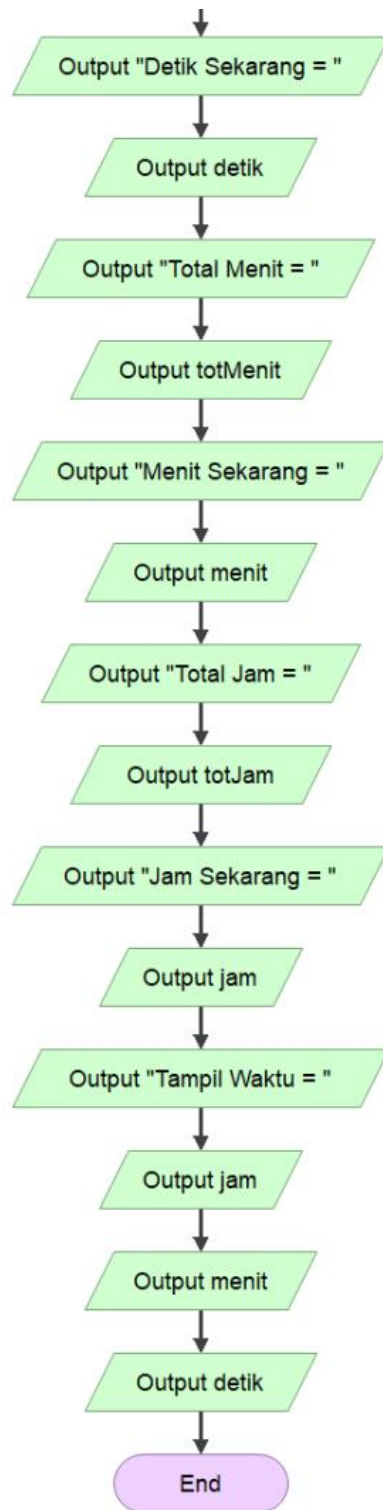 Output "Detik Sekarang = "
Output detik
Output "Total Menit = "
Output totMenit
Output "Menit Sekarang = "
Output menit
Output "Total Jam = "
Output totJam
Output "Jam Sekarang = "
Output jam
Output "Tampil Waktu = "
Output jam
Output menit
Output detik
End